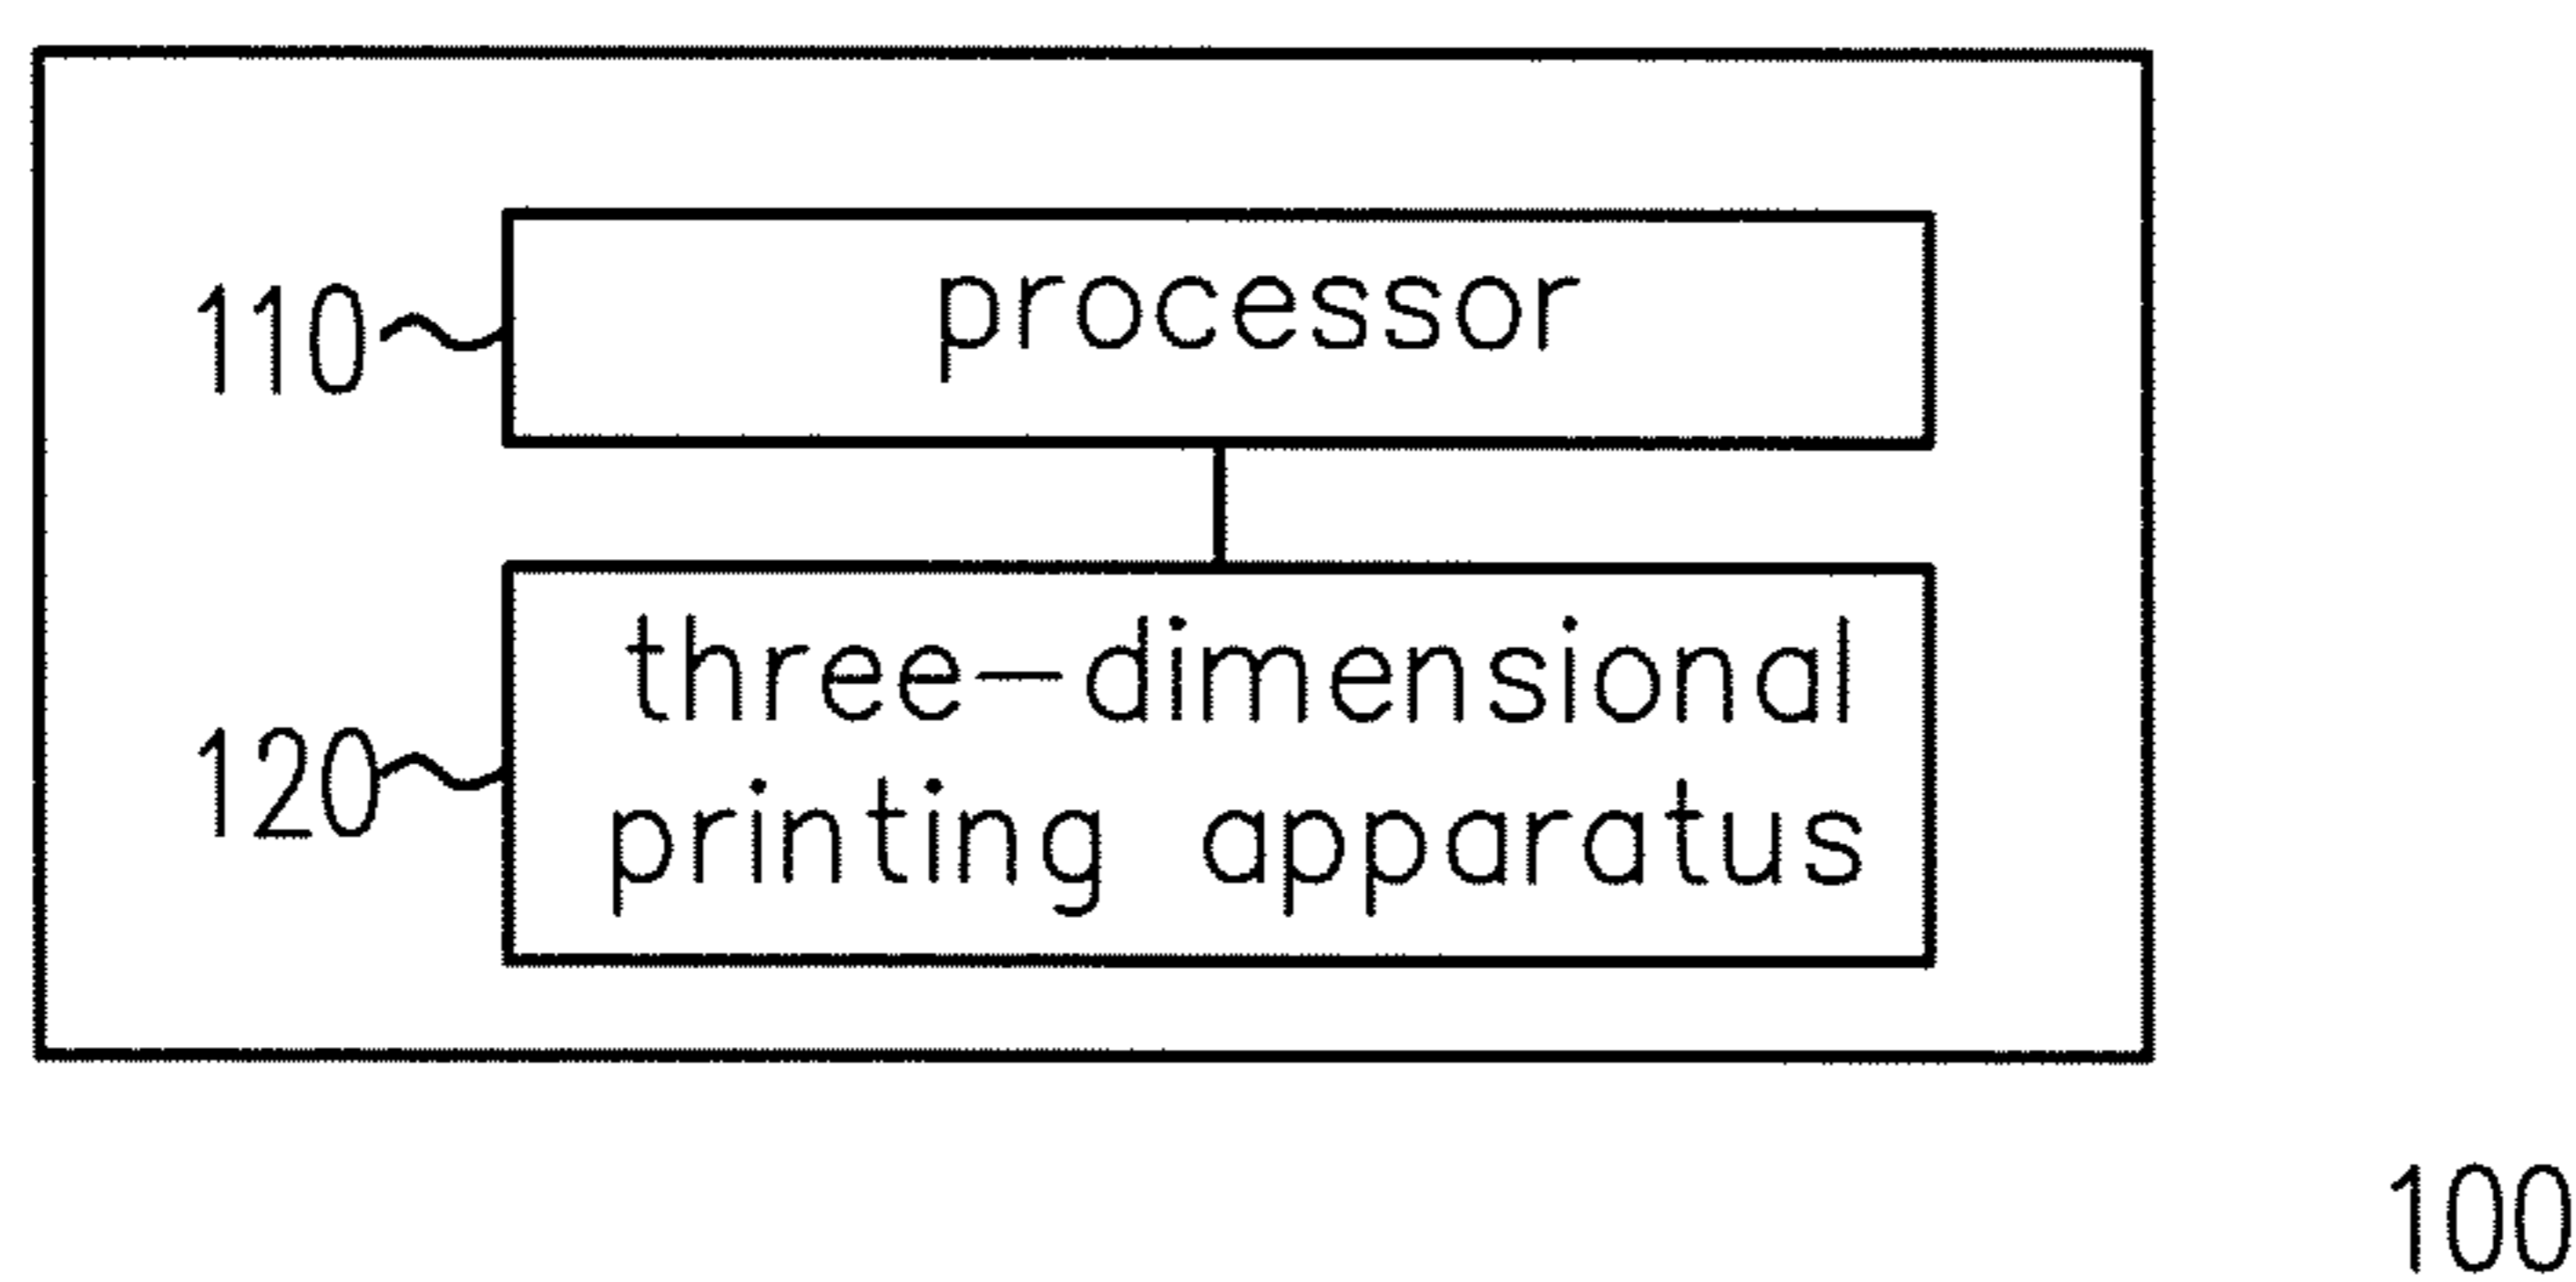 110
processor
120
three-dimensional
printing apparatus
100